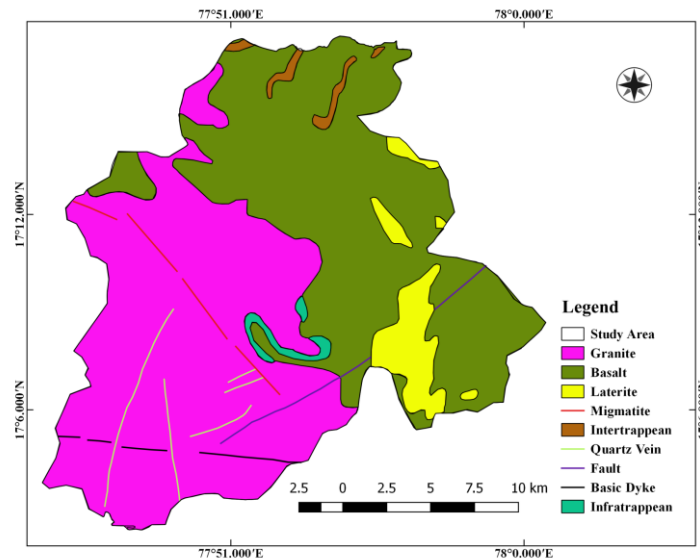 77°51.000'E 78°0.000'E
17°12.000'N
Legend
Study Area
Granite
Basalt
Laterite
Migmatite
Intertrappean
Quartz Vein
Fault
Basic Dyke
Infratrappean
17°6.000'N
2.5 0 2.5 5 7.5 10 km
77°51.000'E 78°0.000'E